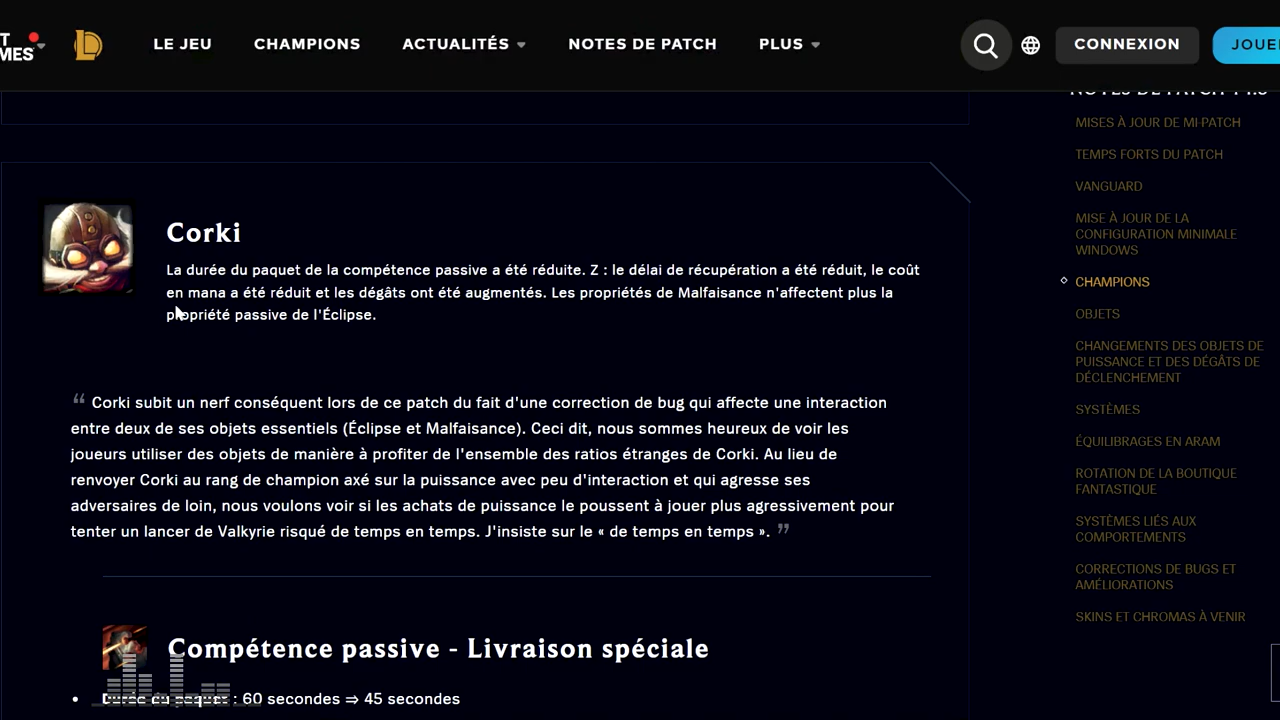 LE JEU
CHAMPIONS
ACTUALITÉS
NOTES DE PATCH
PLUS
CONNEXION
Corki
La durée du paquet de la compétence passive a été réduite. Z : le délai de récupération a été réduit, le coût
en mana a été réduit et les dégâts ont été augmentés. Les propriétés de Malfaisance n'affectent plus la
propriété passive de l'Éclipse.
“ Corki subit un nerf conséquent lors de ce patch du fait d'une correction de bug qui affecte une interaction
entre deux de ses objets essentiels (Éclipse et Malfaisance). Ceci dit, nous sommes heureux de voir les
joueurs utiliser des objets de manière à profiter de l'ensemble des ratios étranges de Corki. Au lieu de
renvoyer Corki au rang de champion axé sur la puissance avec peu d'interaction et qui agresse ses
adversaires de loin, nous voulons voir si les achats de puissance le poussent à jouer plus agressivement pour
tenter un lancer de Valkyrie risqué de temps en temps. J'insiste sur le « de temps en temps ». ”
Compétence passive - Livraison spéciale
• Durée du paquet : 60 secondes ⇒ 45 secondes
NOTES DE PATCH
MISES À JOUR DE MI-PATCH
TEMPS FORTS DU PATCH
VANGUARD
MISE À JOUR DE LA
CONFIGURATION MINIMALE
WINDOWS
CHAMPIONS
OBJETS
CHANGEMENTS DES OBJETS DE
PUISSANCE ET DES DÉGÂTS DE
DÉCLENCHEMENT
SYSTÈMES
ÉQUILIBRAGES EN ARAM
ROTATION DE LA BOUTIQUE
FANTASTIQUE
SYSTÈMES LIÉS AUX
COMPORTEMENTS
CORRECTIONS DE BUGS ET
AMÉLIORATIONS
SKINS ET CHROMAS À VENIR